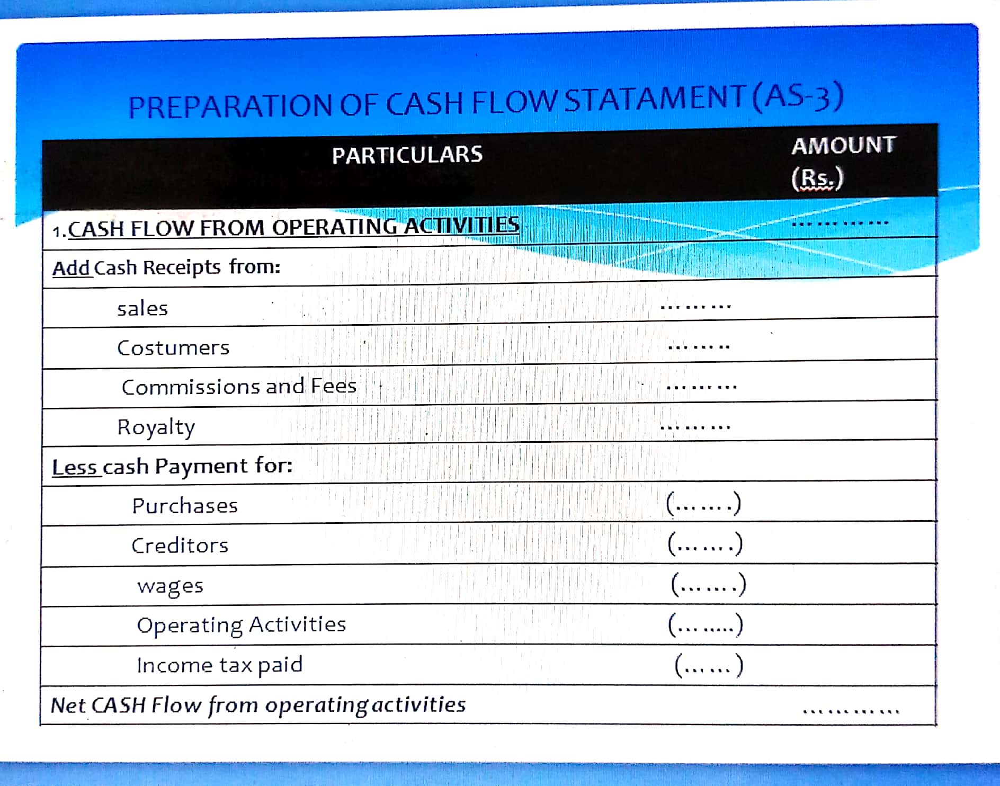 PREPARATION OF CASH FLOW STATAMENT (AS-3)
PARTICULARS AMOUNT
(Rs.)
1.CASH FLOW FROM OPERATING ACTIVITIES …………
Add Cash Receipts from:
sales ………
Costumers ……..
Commissions and Fees ………
Royalty ………
Less cash Payment for:
Purchases (…….)
Creditors (…….)
wages (…….)
Operating Activities (……..)
Income tax paid (……)
Net CASH Flow from operating activities …………